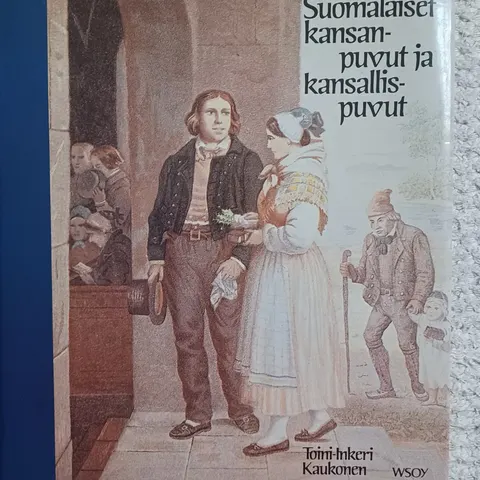 Suomalaiset
kansan-
puvut ja
kansallis-
puvut
Toini-Inkeri
Kaukonen
WSOY